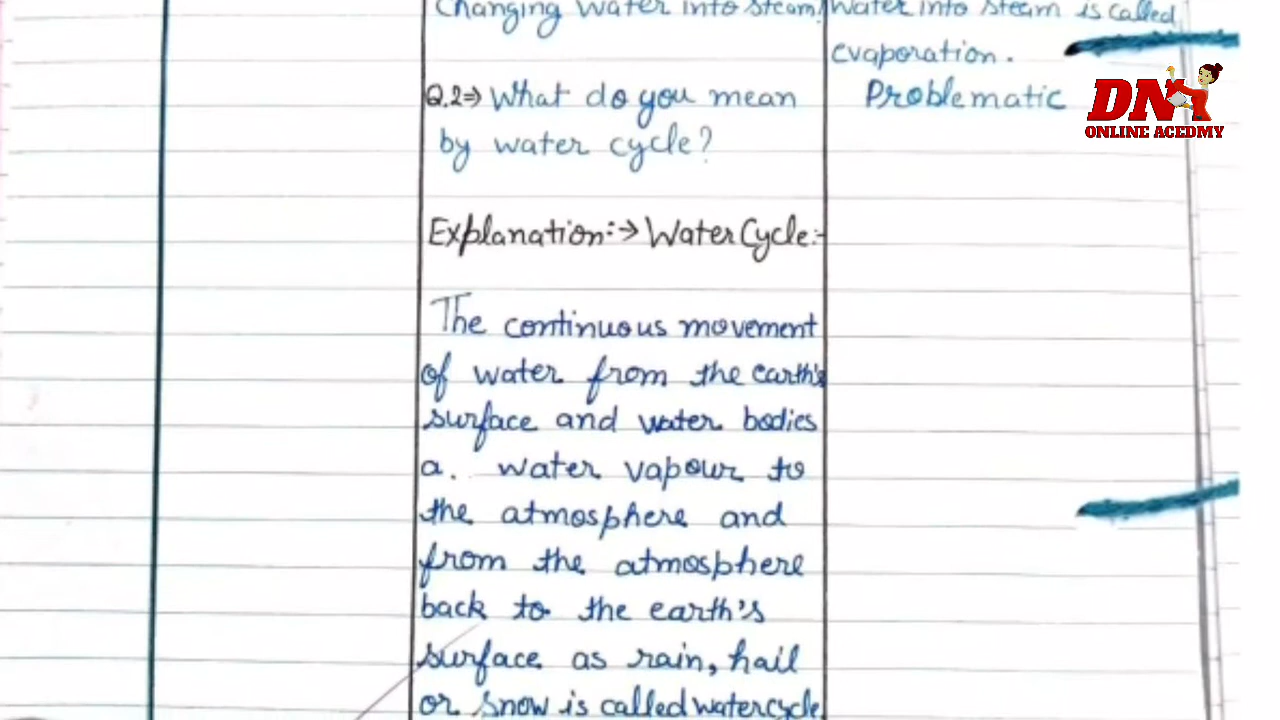 Changing water into steam?
Water into steam is called
evaporation.
Q.2⇒ What do you mean
by water cycle?
Problematic
Explanation:→ Water Cycle:-
The continuous movement
of water from the earth's
surface and water bodies
a. water vapour to
the atmosphere and
from the atmosphere
back to the earth's
surface as rain, hail
or snow is called watercycle
DN
ONLINE ACEDMY